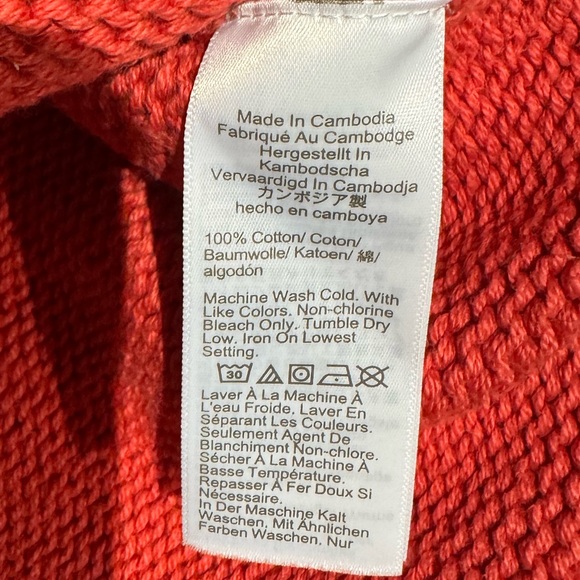 Made In Cambodia
Fabriqué Au Cambodge
Hergestellt In
Kambodscha
Vervaardigd In Cambodja
カンボジア製
hecho en camboya
100% Cotton/ Coton/
Baumwolle/ Katoen/ 綿/
algodón
Machine Wash Cold. With
Like Colors. Non-chlorine
Bleach Only. Tumble Dry
Low. Iron On Lowest
Setting.
30
Laver À La Machine À
L'eau Froide. Laver En
Séparant Les Couleurs.
Seulement Agent De
Blanchiment Non-chlore.
Sécher À La Machine À
Basse Température.
Repasser À Fer Doux Si
Nécessaire.
In Der Maschine Kalt
Waschen, Mit Ähnlichen
Farben Waschen. Nur